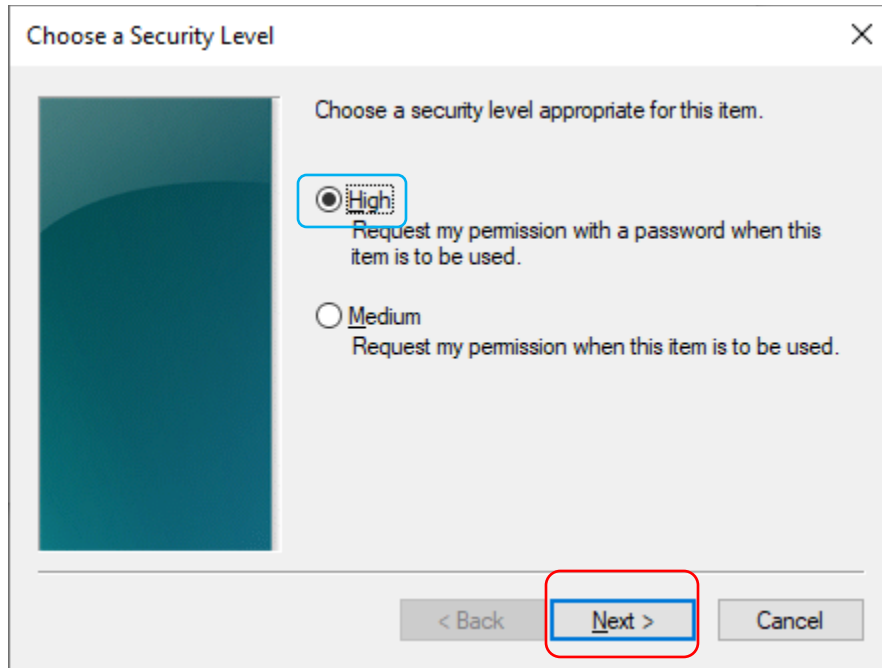 Choose a Security Level
Choose a security level appropriate for this item.
High
Request my permission with a password when this
item is to be used.
Medium
Request my permission when this item is to be used.
< Back Next > Cancel